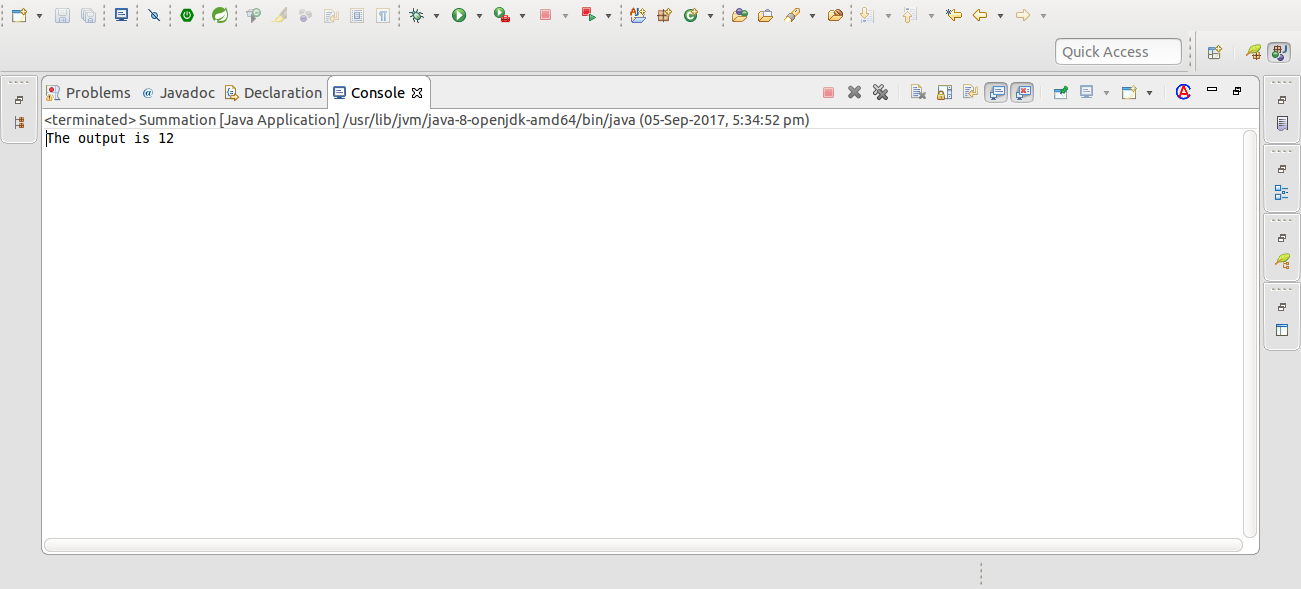 Quick Access
Problems @ Javadoc Declaration Console
<terminated> Summation [Java Application] /usr/lib/jvm/java-8-openjdk-amd64/bin/java (05-Sep-2017, 5:34:52 pm)
The output is 12